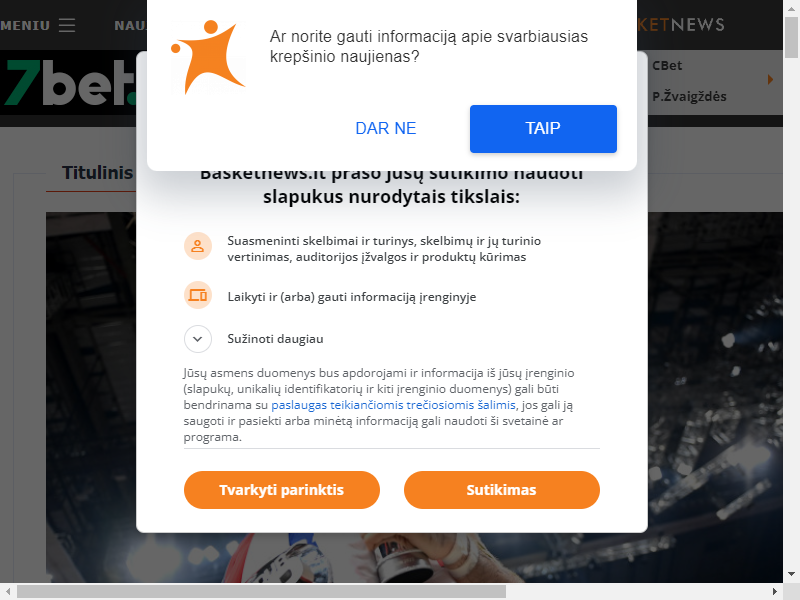 MENIU
NAU
KETNEWS
Ar norite gauti informaciją apie svarbiausias
krepšinio naujienas?
DAR NE
TAIP
7bet.
CBet
P.Žvaigždės
Titulinis
Basketnews.lt prašo jūsų sutikimo naudoti
slapukus nurodytais tikslais:
Suasmeninti skelbimai ir turinys, skelbimų ir jų turinio
vertinimas, auditorijos įžvalgos ir produktų kūrimas
Laikyti ir (arba) gauti informaciją įrenginyje
Sužinoti daugiau
Jūsų asmens duomenys bus apdorojami ir informacija iš jūsų įrenginio
(slapukų, unikalių identifikatorių ir kiti įrenginio duomenys) gali būti
bendrinama su paslaugas teikiančiomis trečiosiomis šalimis, jos gali ją
saugoti ir pasiekti arba minėtą informaciją gali naudoti ši svetainė ar
programa.
Tvarkyti parinktis
Sutikimas